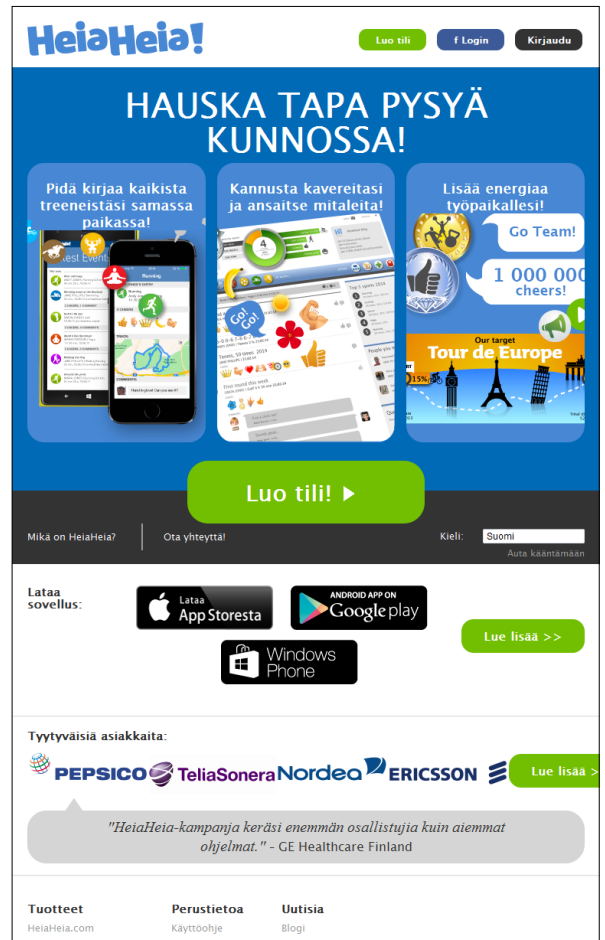 HeiaHeia!
Luo tili
f Login
Kirjaudu
HAUSKA TAPA PYSYÄ
KUNNOSSA!
Pidä kirjaa kaikista
treeneistäsi samassa
paikassa!
Kannusta kavereitasi
ja ansaitse mitaleita!
Lisää energiaa
työpaikallesi!
Running
Go!
Go!
Go Team!
1 000 000
cheers!
Our target
Tour de Europe
15%
Luo tili!
Mikä on HeiaHeia?
Ota yhteyttä!
Kieli:
Suomi
Auta kääntämään
Lataa
sovellus:
Lataa
App Storesta
ANDROID APP ON
Google play
Windows
Phone
Lue lisää >>
Tyytyväisiä asiakkaita:
PEPSICO
TeliaSonera
Nordea
ERICSSON
Lue lisää >
"HeiaHeia-kampanja keräsi enemmän osallistujia kuin aiemmat
ohjelmat." - GE Healthcare Finland
Tuotteet
Perustietoa
Uutisia
HeiaHeia.com
Käyttöohje
Blogi